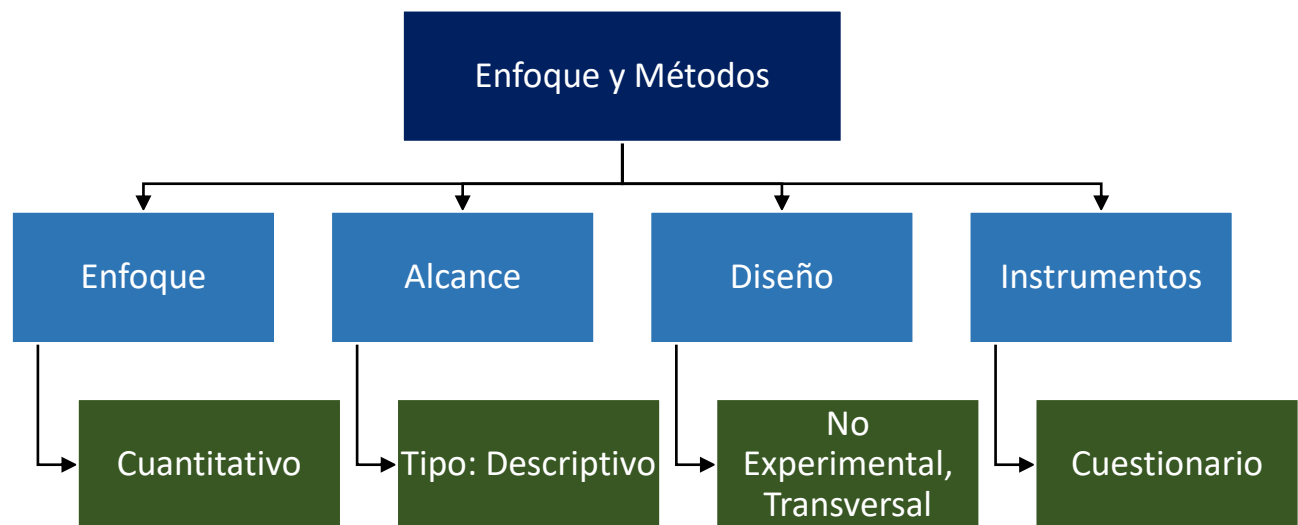 Enfoque y Métodos
Enfoque
Alcance
Diseño
Instrumentos
Cuantitativo
Tipo: Descriptivo
No
Experimental,
Transversal
Cuestionario